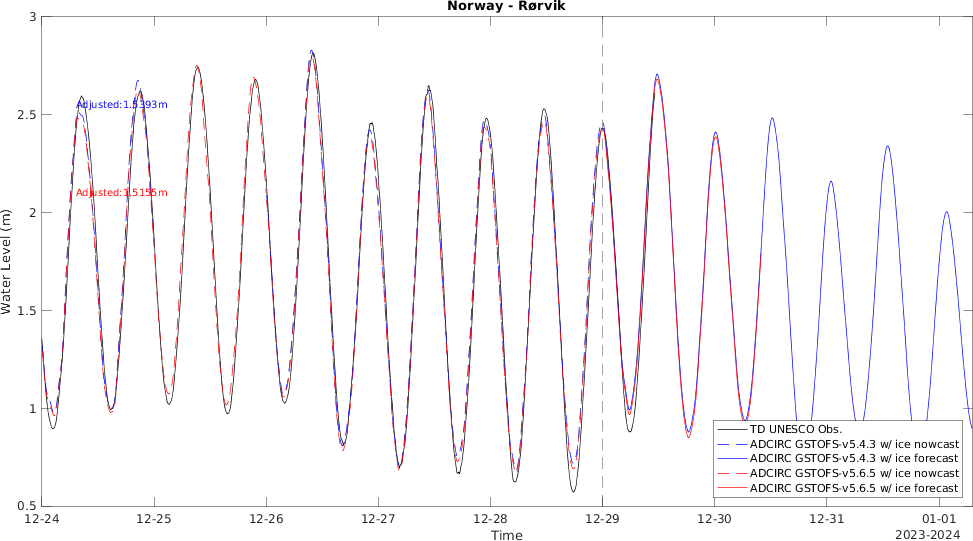 Norway - Rørvik
3
2.5
2
1.5
1
0.5
Water Level (m)
Adjusted:1.5393m
Adjusted:1.5155m
TD UNESCO Obs.
ADCIRC GSTOFS-v5.4.3 w/ ice nowcast
ADCIRC GSTOFS-v5.4.3 w/ ice forecast
ADCIRC GSTOFS-v5.6.5 w/ ice nowcast
ADCIRC GSTOFS-v5.6.5 w/ ice forecast
12-24 12-25 12-26 12-27 12-28 12-29 12-30 12-31 01-01
Time
2023-2024